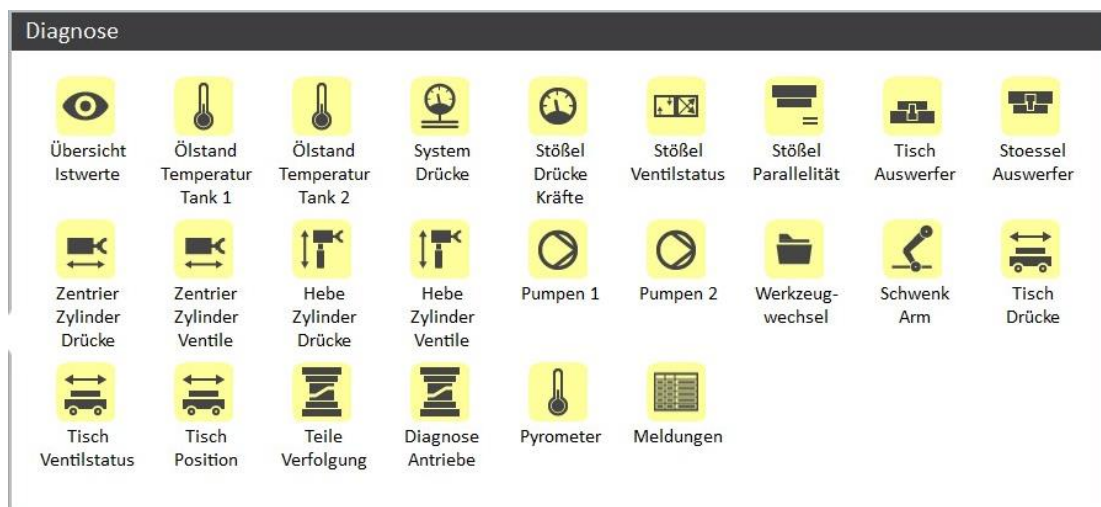 Diagnose
Übersicht
Istwerte
Ölstand
Temperatur
Tank 1
Ölstand
Temperatur
Tank 2
System
Drücke
Stößel
Drücke
Kräfte
Stößel
Ventilstatus
Stößel
Parallelität
Tisch
Auswerfer
Stoessel
Auswerfer
Zentrier
Zylinder
Drücke
Zentrier
Zylinder
Ventile
Hebe
Zylinder
Drücke
Hebe
Zylinder
Ventile
Pumpen 1
Pumpen 2
Werkzeug-
wechsel
Schwenk
Arm
Tisch
Drücke
Tisch
Ventilstatus
Tisch
Position
Teile
Verfolgung
Diagnose
Antriebe
Pyrometer
Meldungen